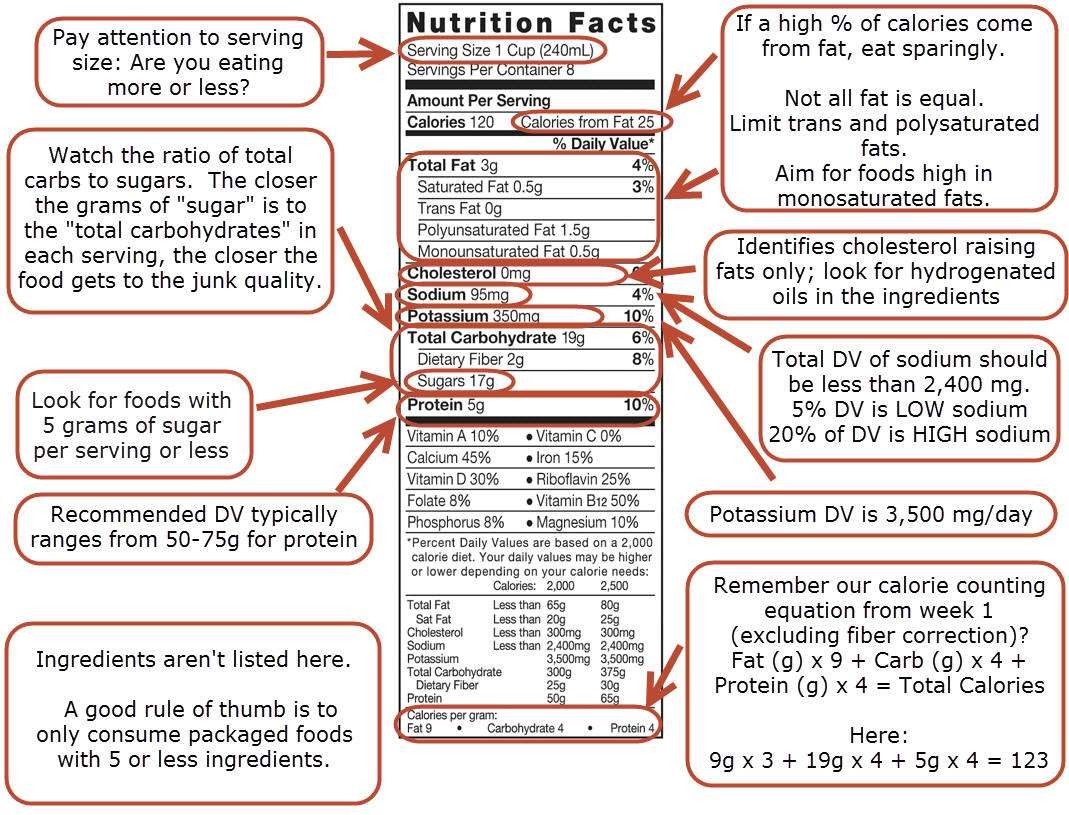 Pay attention to serving
size: Are you eating
more or less?
Watch the ratio of total
carbs to sugars. The closer
the grams of "sugar" is to
the "total carbohydrates" in
each serving, the closer the
food gets to the junk quality.
Look for foods with
5 grams of sugar
per serving or less
Recommended DV typically
ranges from 50-75g for protein
Ingredients aren't listed here.
A good rule of thumb is to
only consume packaged foods
with 5 or less ingredients.
Nutrition Facts
Serving Size 1 Cup (240mL)
Servings Per Container 8
Amount Per Serving
Calories 120 Calories from Fat 25
% Daily Value*
Total Fat 3g 4%
Saturated Fat 0.5g 3%
Trans Fat 0g
Polyunsaturated Fat 1.5g
Monounsaturated Fat 0.5g
Cholesterol 0mg
Sodium 95mg 4%
Potassium 350mg 10%
Total Carbohydrate 19g 6%
Dietary Fiber 2g 8%
Sugars 17g
Protein 5g 10%
Vitamin A 10% • Vitamin C 0%
Calcium 45% • Iron 15%
Vitamin D 30% • Riboflavin 25%
Folate 8% • Vitamin B12 50%
Phosphorus 8% • Magnesium 10%
*Percent Daily Values are based on a 2,000
calorie diet. Your daily values may be higher
or lower depending on your calorie needs:
Calories: 2,000 2,500
Total Fat Less than 65g 80g
Sat Fat Less than 20g 25g
Cholesterol Less than 300mg 300mg
Sodium Less than 2,400mg 2,400mg
Potassium 3,500mg 3,500mg
Total Carbohydrate 300g 375g
Dietary Fiber 25g 30g
Protein 50g 65g
Calories per gram:
Fat 9 • Carbohydrate 4 • Protein 4
If a high % of calories come
from fat, eat sparingly.
Not all fat is equal.
Limit trans and polysaturated
fats.
Aim for foods high in
monosaturated fats.
Identifies cholesterol raising
fats only; look for hydrogenated
oils in the ingredients
Total DV of sodium should
be less than 2,400 mg.
5% DV is LOW sodium
20% of DV is HIGH sodium
Potassium DV is 3,500 mg/day
Remember our calorie counting
equation from week 1
(excluding fiber correction)?
Fat (g) x 9 + Carb (g) x 4 +
Protein (g) x 4 = Total Calories
Here:
9g x 3 + 19g x 4 + 5g x 4 = 123